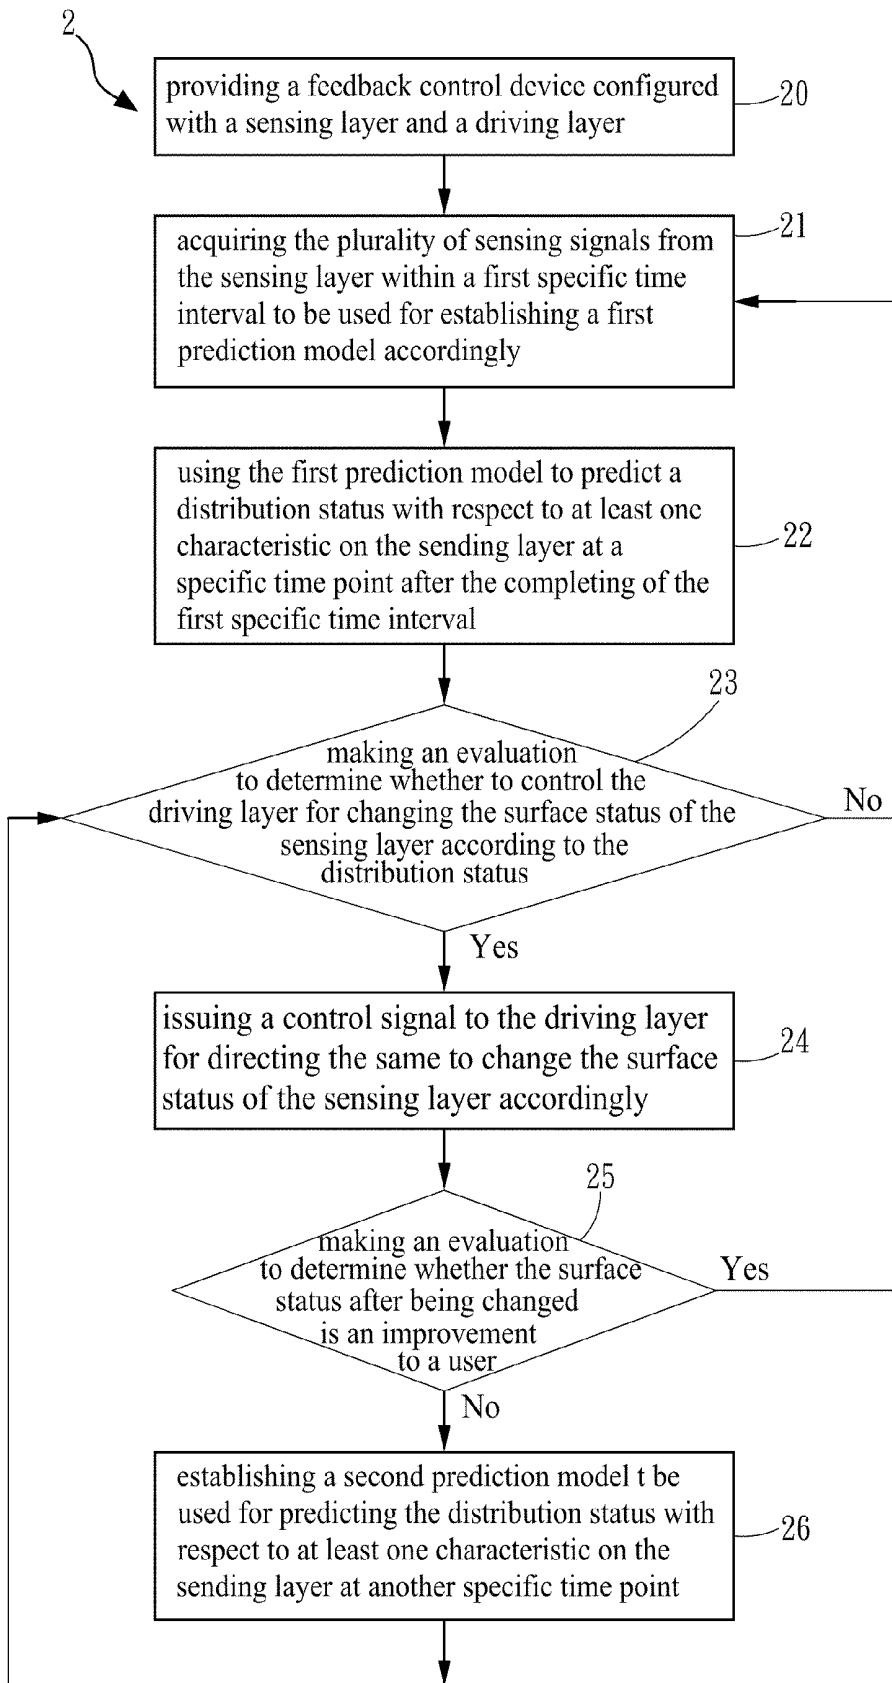 2
providing a feedback control device configured
with a sensing layer and a driving layer
20
acquiring the plurality of sensing signals from
the sensing layer within a first specific time
interval to be used for establishing a first
prediction model accordingly
21
using the first prediction model to predict a
distribution status with respect to at least one
characteristic on the sending layer at a
specific time point after the completing of the
first specific time interval
22
23
making an evaluation
to determine whether to control the
driving layer for changing the surface status of the
sensing layer according to the
distribution status
No
Yes
issuing a control signal to the driving layer
for directing the same to change the surface
status of the sensing layer accordingly
24
25
making an evaluation
to determine whether the surface
status after being changed
is an improvement
to a user
Yes
No
establishing a second prediction model t be
used for predicting the distribution status with
respect to at least one characteristic on the
sending layer at another specific time point
26